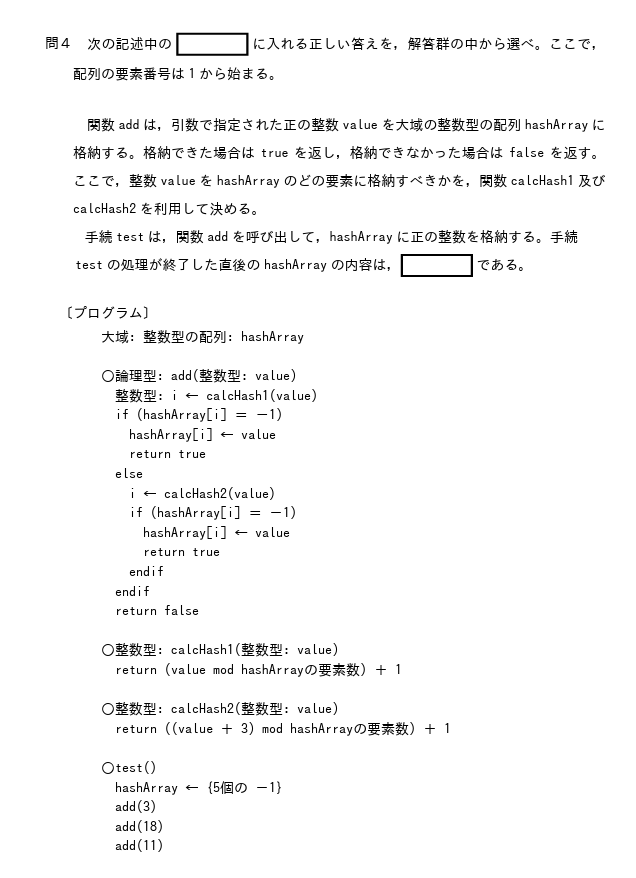 問4 次の記述中の に入れる正しい答えを，解答群の中から選べ。ここで，
配列の要素番号は1から始まる。
関数 add は，引数で指定された正の整数 value を大域の整数型の配列 hashArray に
格納する。格納できた場合は true を返し，格納できなかった場合は false を返す。
ここで，整数 value を hashArray のどの要素に格納すべきかを，関数 calcHash1 及び
calcHash2 を利用して決める。
手続 test は，関数 add を呼び出して，hashArray に正の整数を格納する。手続
test の処理が終了した直後の hashArray の内容は， である。
〔プログラム〕
大域: 整数型の配列: hashArray
○論理型: add(整数型: value)
整数型: i ← calcHash1(value)
if (hashArray[i] ＝ －1)
hashArray[i] ← value
return true
else
i ← calcHash2(value)
if (hashArray[i] ＝ －1)
hashArray[i] ← value
return true
endif
endif
return false
○整数型: calcHash1(整数型: value)
return (value mod hashArrayの要素数) ＋ 1
○整数型: calcHash2(整数型: value)
return ((value ＋ 3) mod hashArrayの要素数) ＋ 1
○test()
hashArray ← {5個の －1}
add(3)
add(18)
add(11)